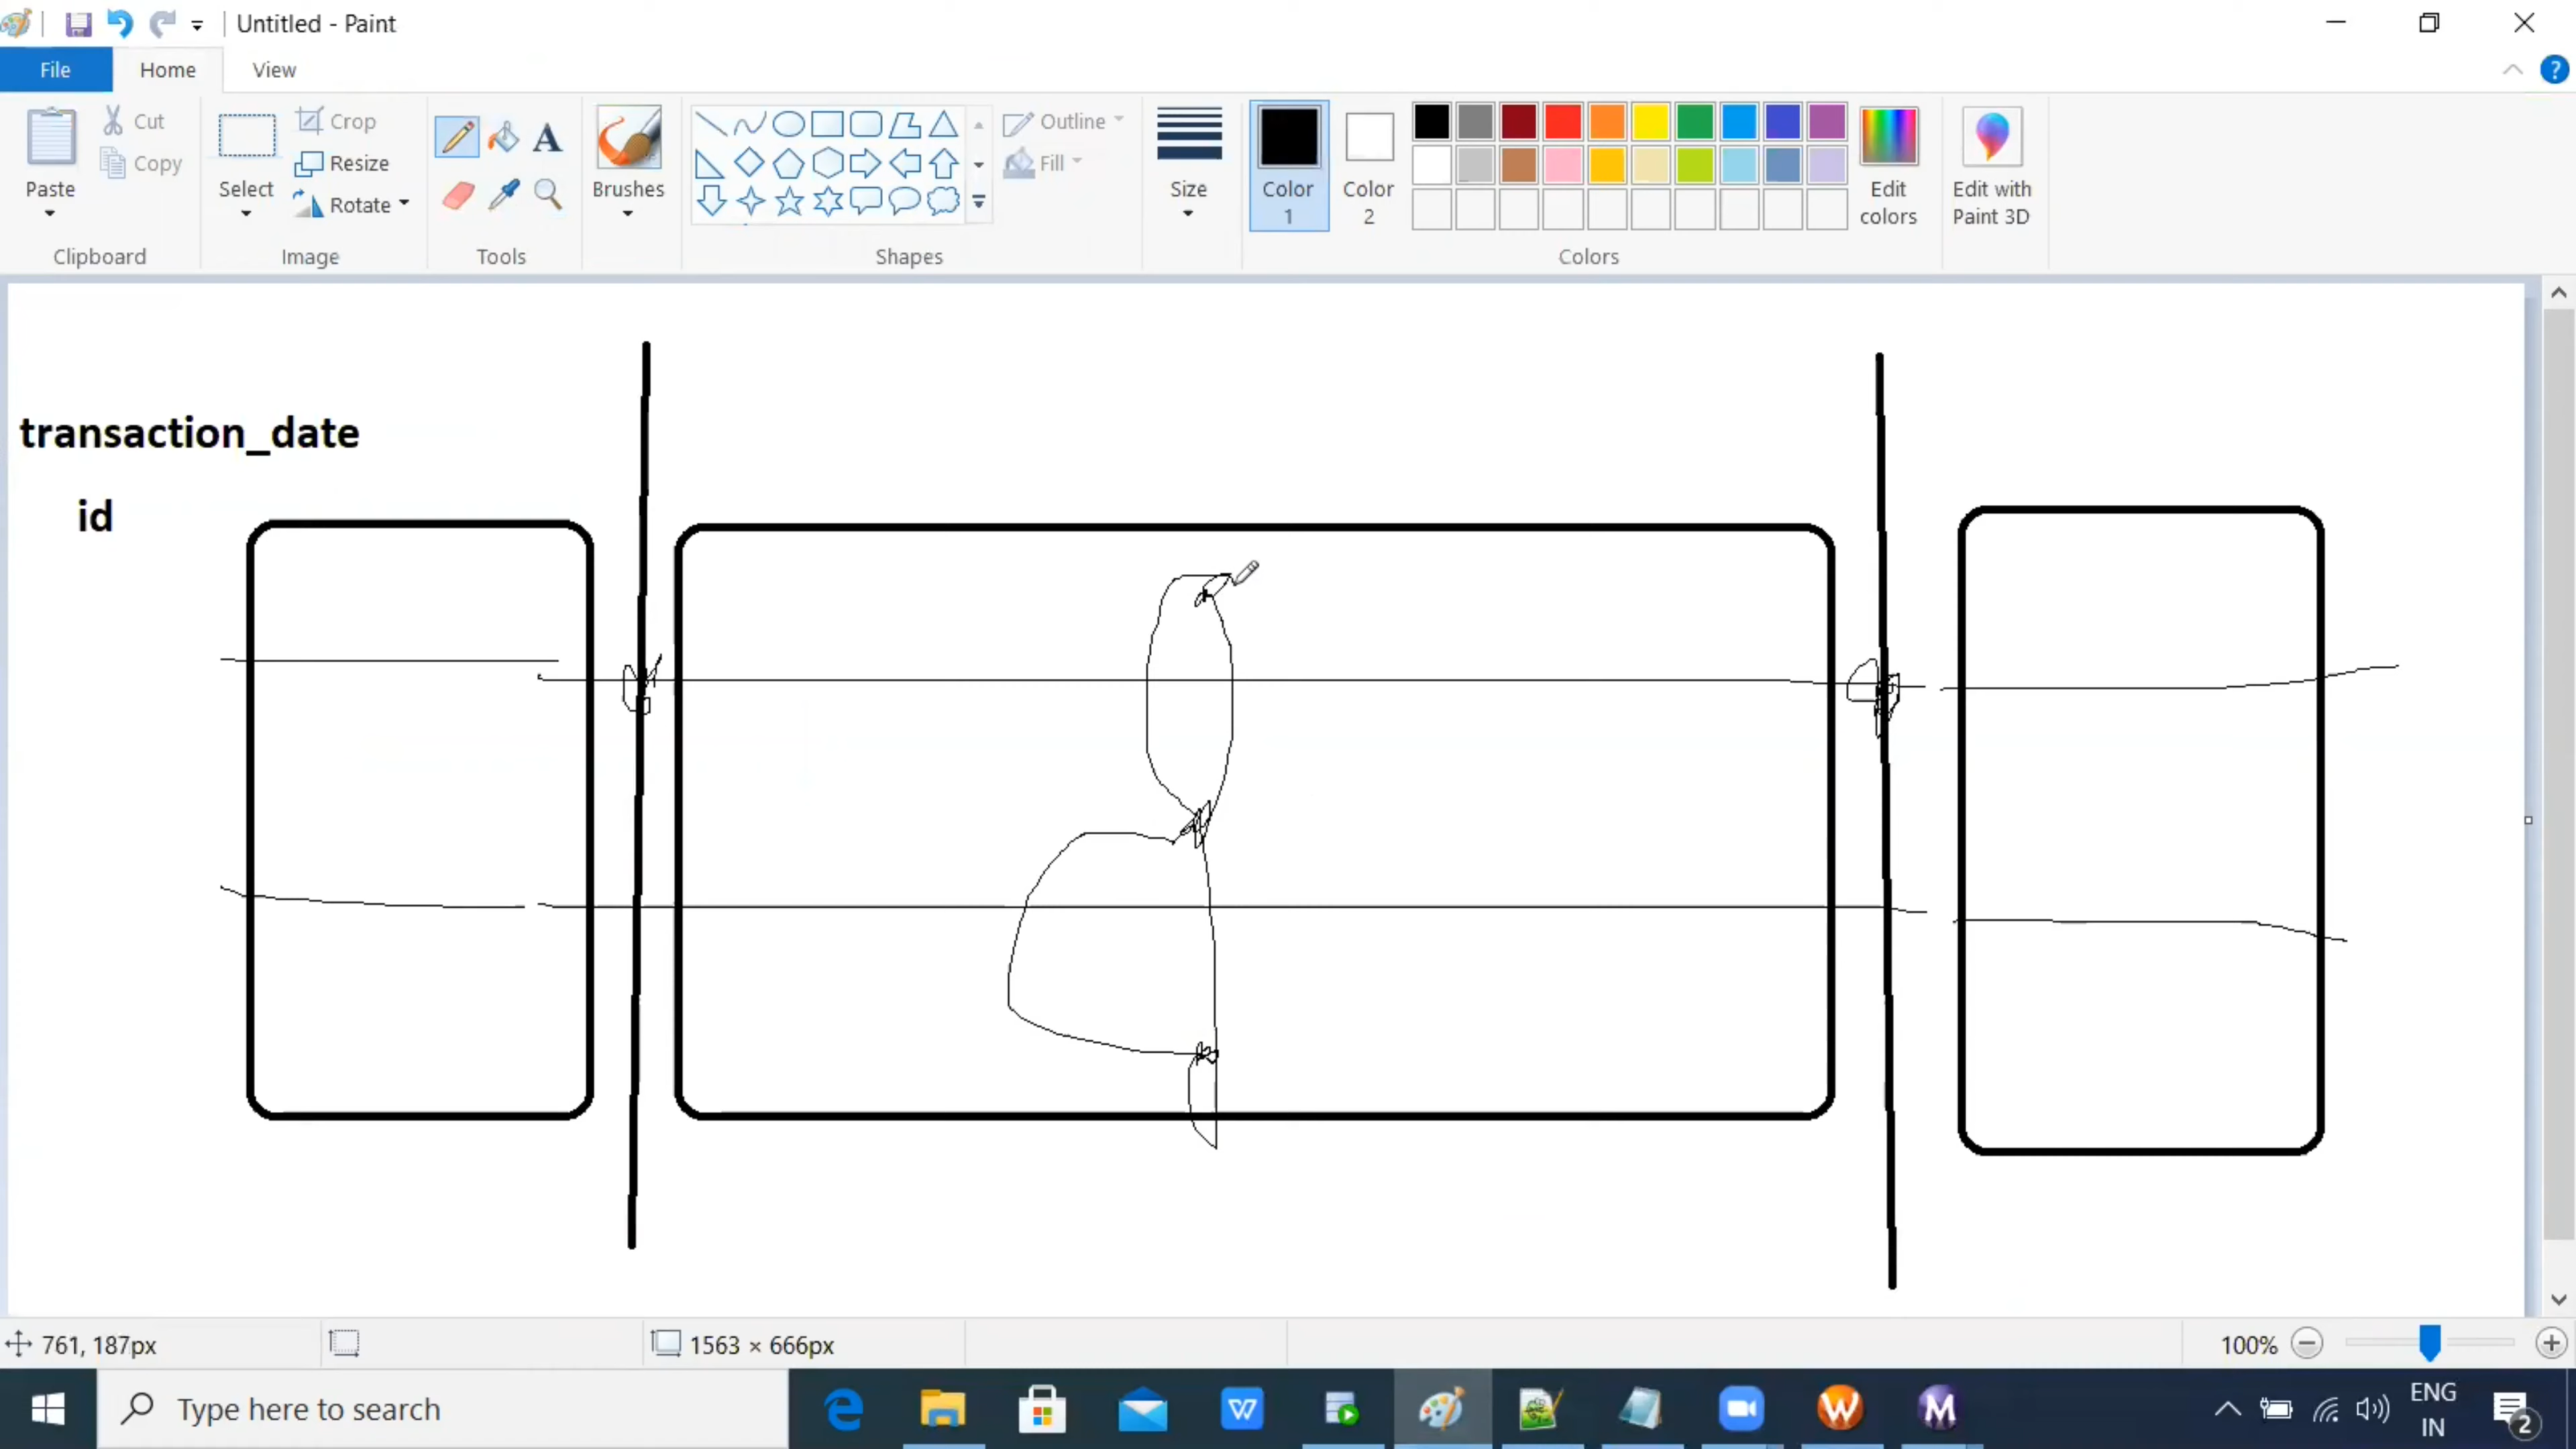 Untitled - Paint
File Home View
Cut
Copy
Paste
Clipboard
Crop
Resize
Rotate
Select
Image
A
Tools
Brushes
Outline
Fill
Shapes
Size
Color 1
Color 2
Edit colors
Colors
Edit with Paint 3D
?
transaction_date
id
761, 187px
1563 × 666px
100%
Type here to search
W
M
ENG
IN
2